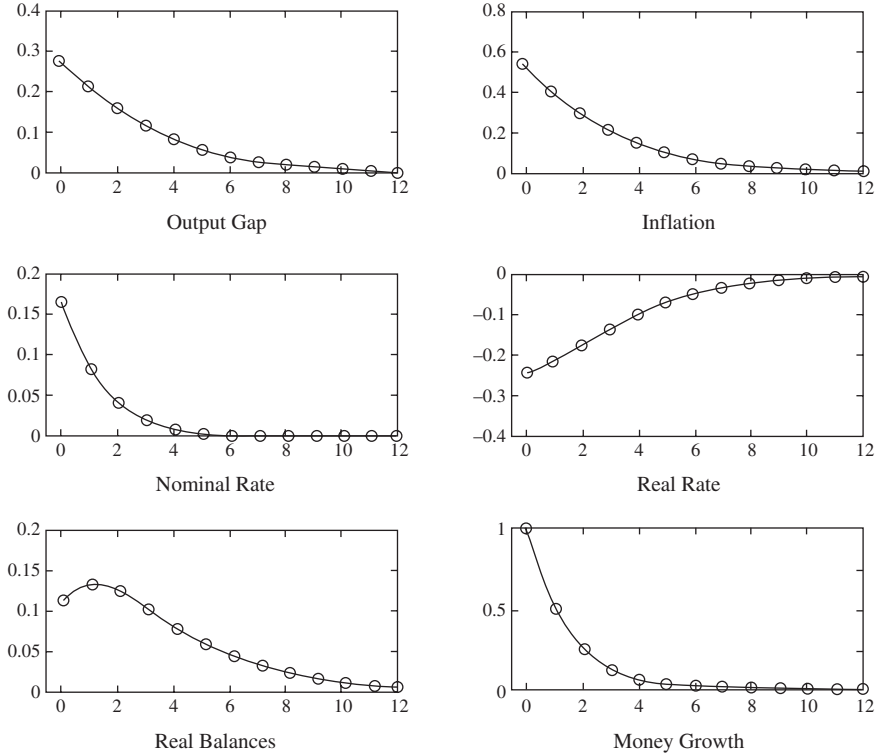 0.4
0.3
0.2
0.1
0
0 2 4 6 8 10 12
Output Gap
0.8
0.6
0.4
0.2
0
0 2 4 6 8 10 12
Inflation
0.2
0.15
0.1
0.05
0
0 2 4 6 8 10 12
Nominal Rate
0
–0.1
–0.2
–0.3
–0.4
0 2 4 6 8 10 12
Real Rate
0.2
0.15
0.1
0.05
0
0 2 4 6 8 10 12
Real Balances
1
0.5
0
0 2 4 6 8 10 12
Money Growth